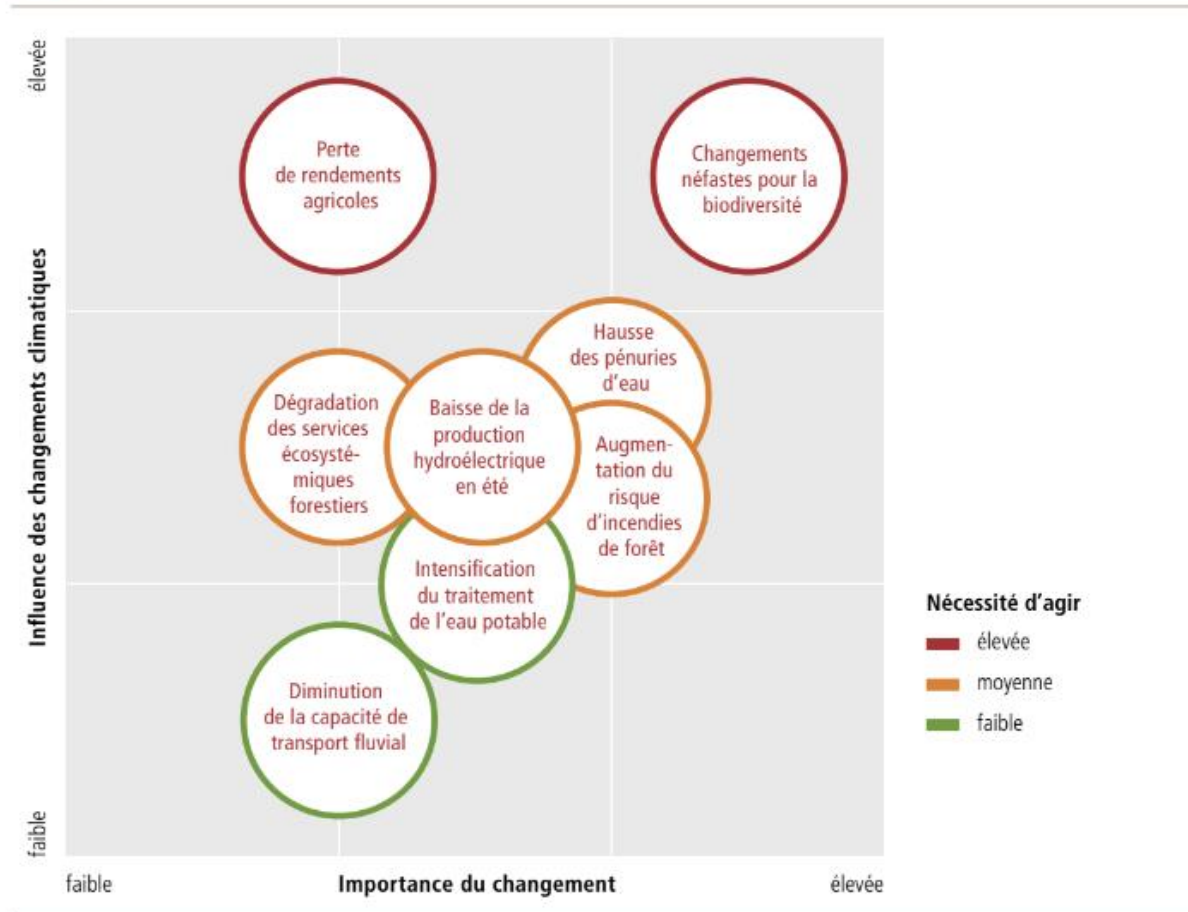 élevée
Influence des changements climatiques
faible
Perte
de rendements
agricoles
Changements
néfastes pour la
biodiversité
Hausse
des pénuries
d'eau
Dégradation
des services
écosysté-
miques
forestiers
Baisse de la
production
hydroélectrique
en été
Augmen-
tation du
risque
d'incendies
de forêt
Intensification
du traitement
de l'eau potable
Diminution
de la capacité de
transport fluvial
faible
Importance du changement
élevée
Nécessité d'agir
élevée
moyenne
faible